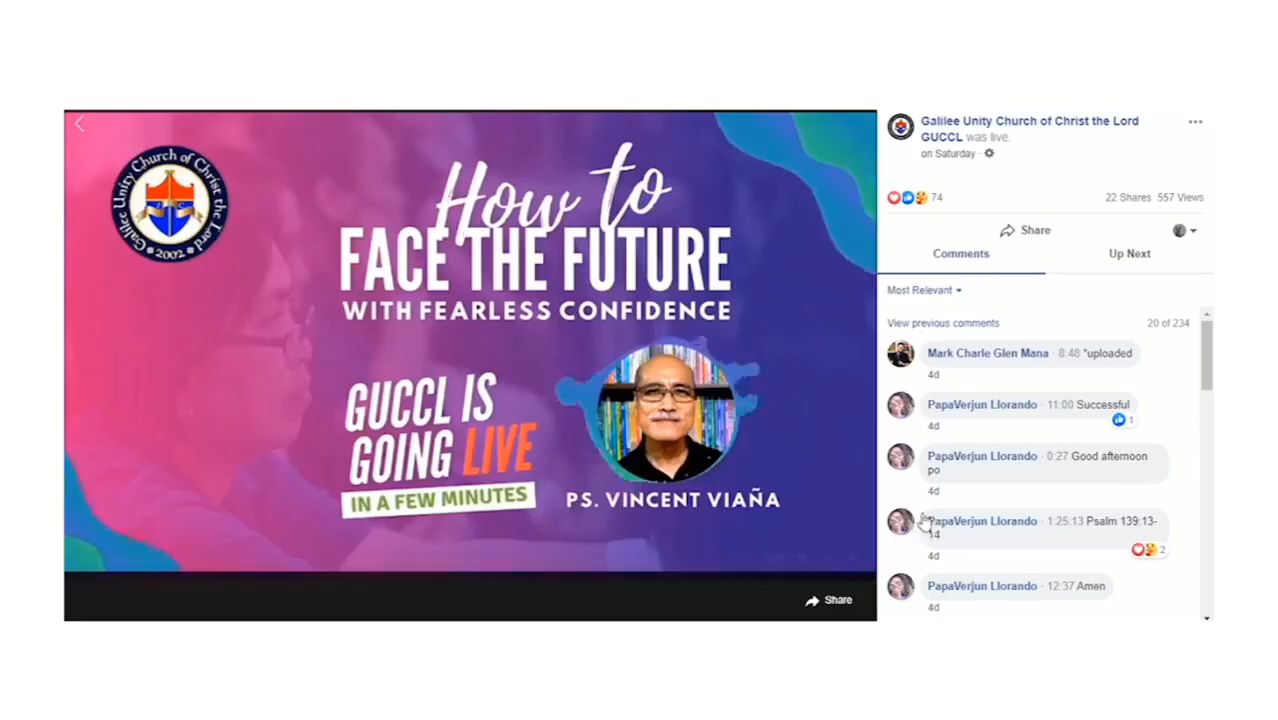 Galilee Unity Church of Christ the Lord
2002
How to
FACE THE FUTURE
WITH FEARLESS CONFIDENCE
GUCCL IS
GOING LIVE
IN A FEW MINUTES
PS. VINCENT VIAÑA
Share
Galilee Unity Church of Christ the Lord
GUCCL was live.
on Saturday ·
74
22 Shares 557 Views
Share
Comments
Up Next
Most Relevant
View previous comments
20 of 234
Mark Charle Glen Mana · 8:48 *uploaded
4d
PapaVerjun Llorando · 11:00 Successful
1
4d
PapaVerjun Llorando · 0:27 Good afternoon
po
4d
PapaVerjun Llorando · 1:25:13 Psalm 139:13-
14
2
4d
PapaVerjun Llorando · 12:37 Amen
4d